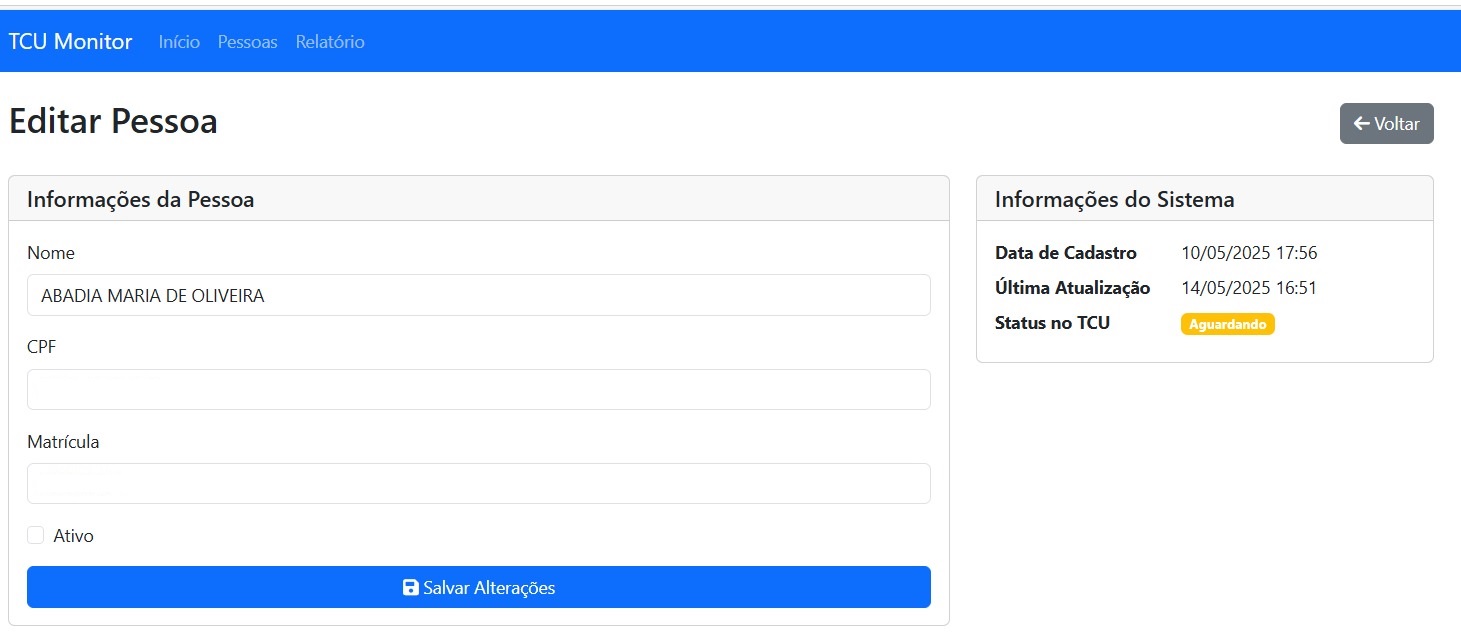 TCU Monitor Início Pessoas Relatório
Editar Pessoa
Voltar
Informações da Pessoa
Nome
ABADIA MARIA DE OLIVEIRA
CPF
Matrícula
Ativo
Salvar Alterações
Informações do Sistema
Data de Cadastro 10/05/2025 17:56
Última Atualização 14/05/2025 16:51
Status no TCU Aguardando